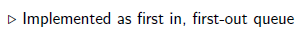 ▷ Implemented as first in, first-out queue